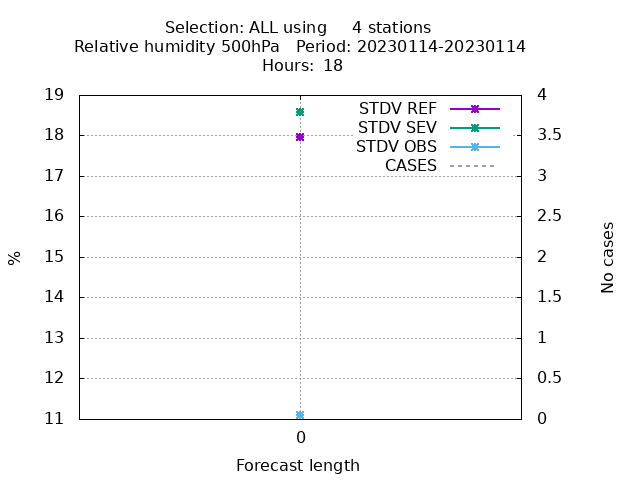 Selection: ALL using     4 stations
Relative humidity 500hPa   Period: 20230114-20230114
Hours: 18
STDV REF
STDV SEV
STDV OBS
CASES
19
18
17
16
15
14
13
12
11
4
3.5
3
2.5
2
1.5
1
0.5
0
%
No cases
0
Forecast length